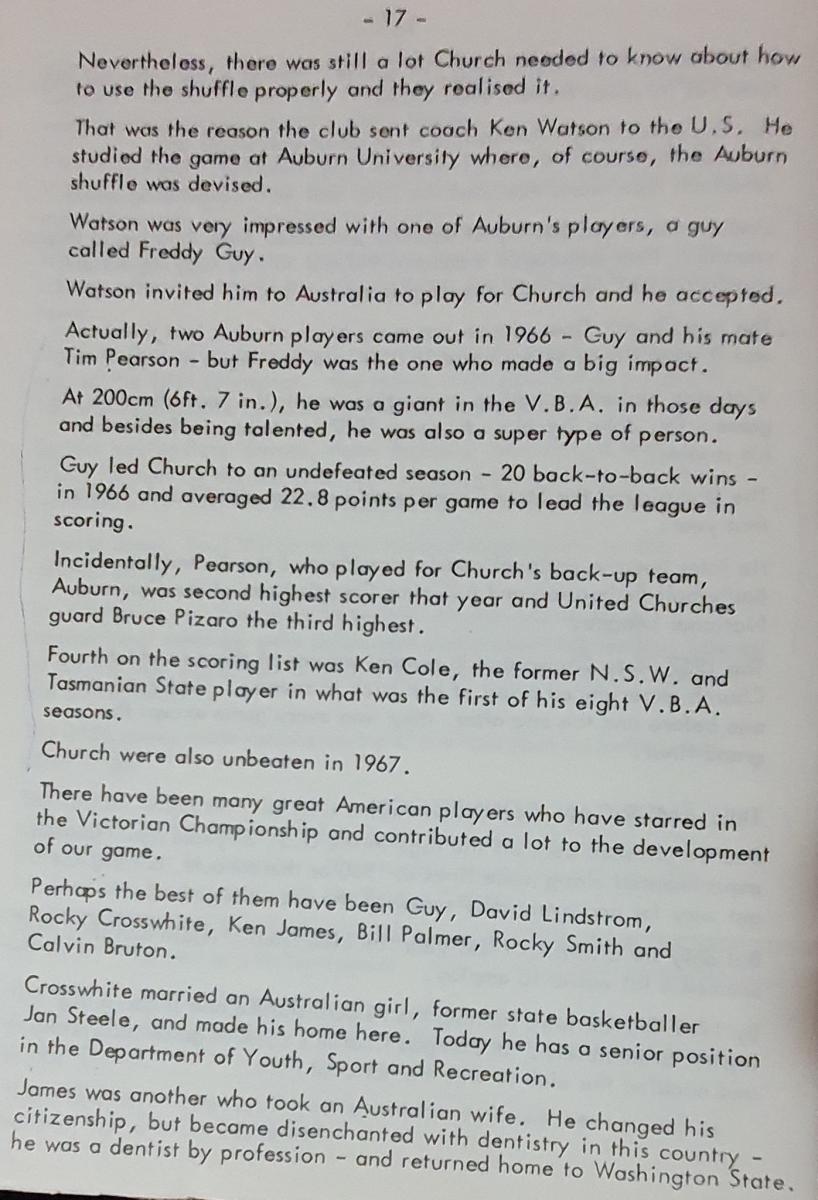 - 17 -
Nevertheless, there was still a lot Church needed to know about how
to use the shuffle properly and they realised it.
That was the reason the club sent coach Ken Watson to the U.S. He
studied the game at Auburn University where, of course, the Auburn
shuffle was devised.
Watson was very impressed with one of Auburn's players, a guy
called Freddy Guy.
Watson invited him to Australia to play for Church and he accepted.
Actually, two Auburn players came out in 1966 - Guy and his mate
Tim Pearson - but Freddy was the one who made a big impact.
At 200cm (6ft. 7 in.), he was a giant in the V.B.A. in those days
and besides being talented, he was also a super type of person.
Guy led Church to an undefeated season - 20 back-to-back wins -
in 1966 and averaged 22.8 points per game to lead the league in
scoring.
Incidentally, Pearson, who played for Church's back-up team,
Auburn, was second highest scorer that year and United Churches
guard Bruce Pizaro the third highest.
Fourth on the scoring list was Ken Cole, the former N.S.W. and
Tasmanian State player in what was the first of his eight V.B.A.
seasons.
Church were also unbeaten in 1967.
There have been many great American players who have starred in
the Victorian Championship and contributed a lot to the development
of our game.
Perhaps the best of them have been Guy, David Lindstrom,
Rocky Crosswhite, Ken James, Bill Palmer, Rocky Smith and
Calvin Bruton.
Crosswhite married an Australian girl, former state basketballer
Jan Steele, and made his home here. Today he has a senior position
in the Department of Youth, Sport and Recreation.
James was another who took an Australian wife. He changed his
citizenship, but became disenchanted with dentistry in this country -
he was a dentist by profession - and returned home to Washington State.